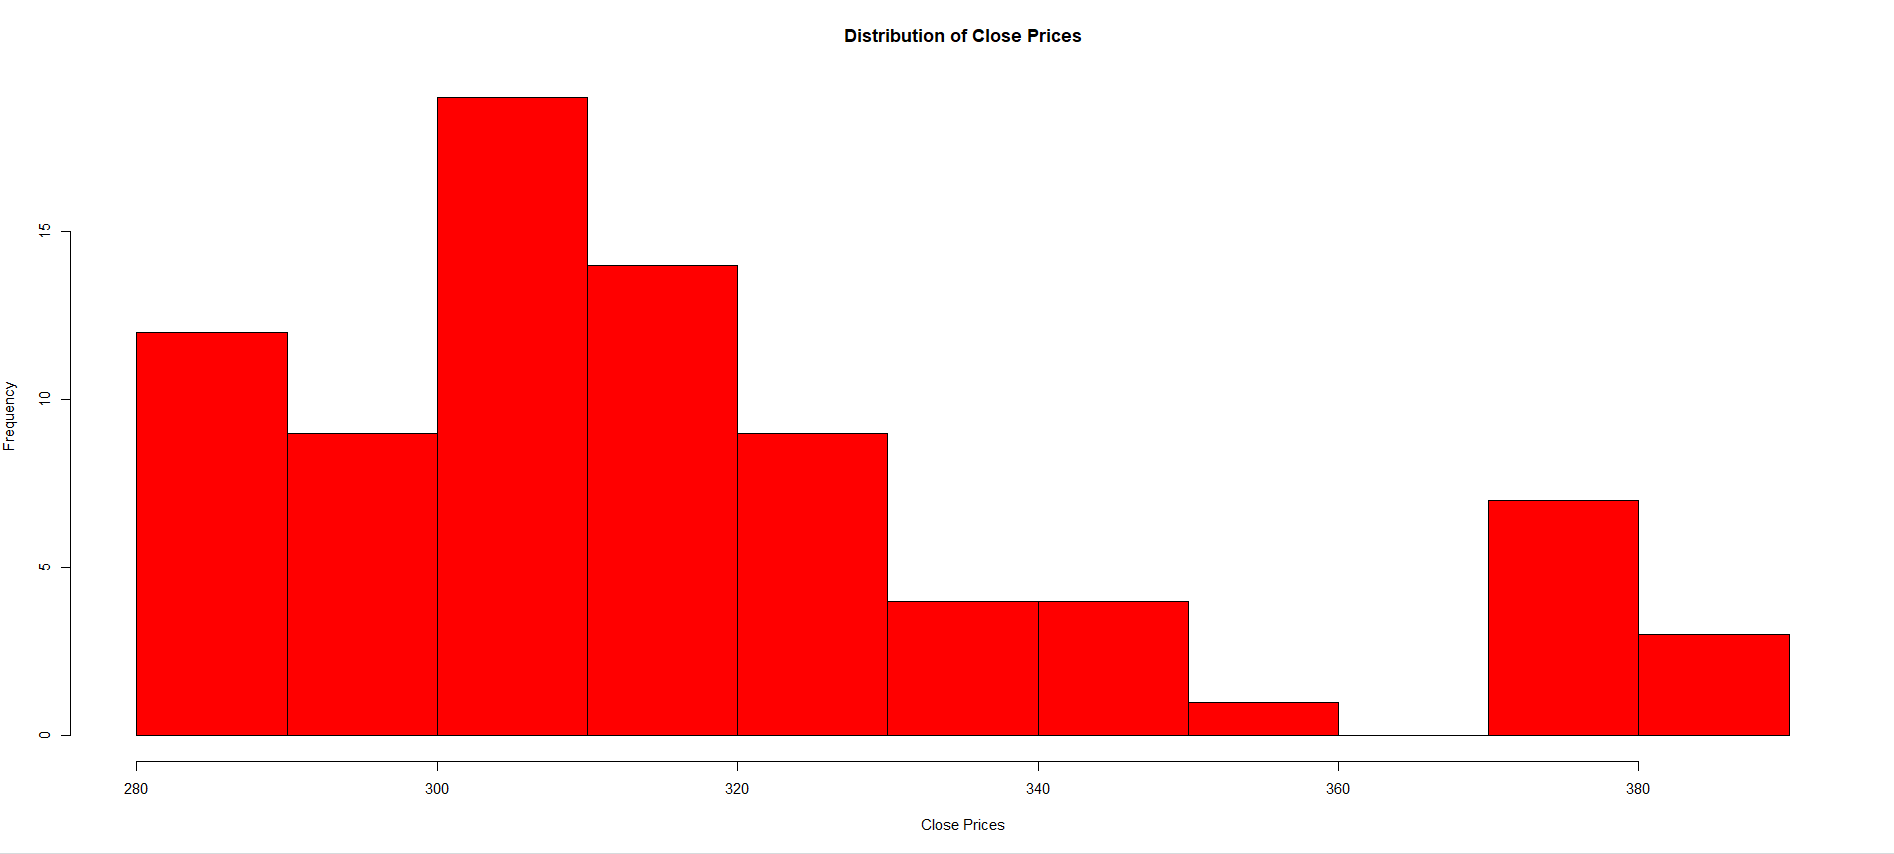 Distribution of Close Prices
15
10
5
0
Frequency
280 300 320 340 360 380
Close Prices